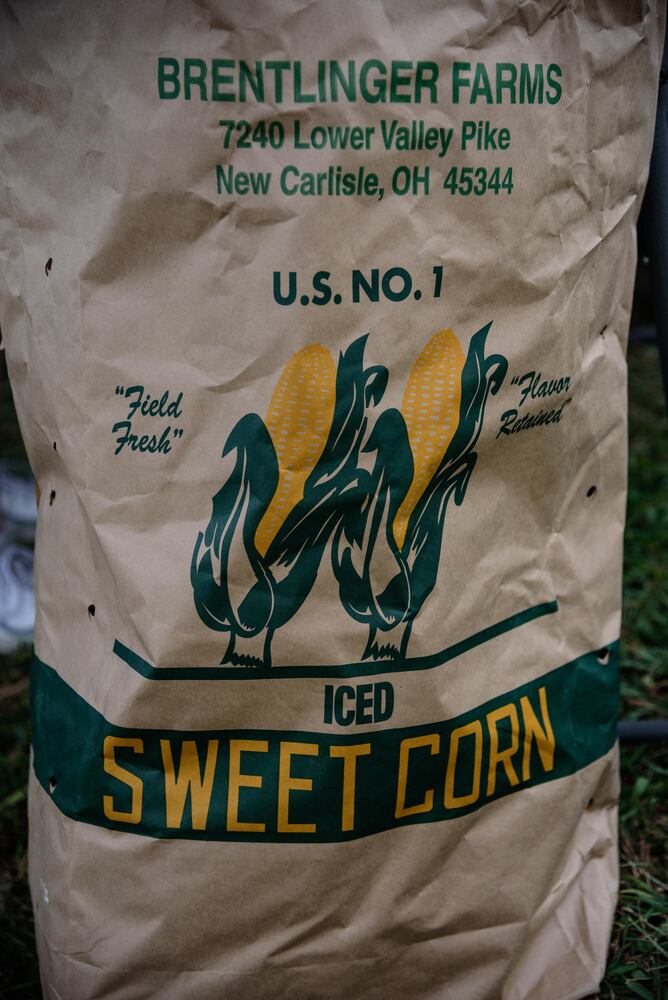 BRENTLINGER FARMS
7240 Lower Valley Pike
New Carlisle, OH 45344
U.S. NO. 1
"Field
Fresh"
"Flavor
Retained"
ICED
SWEET CORN